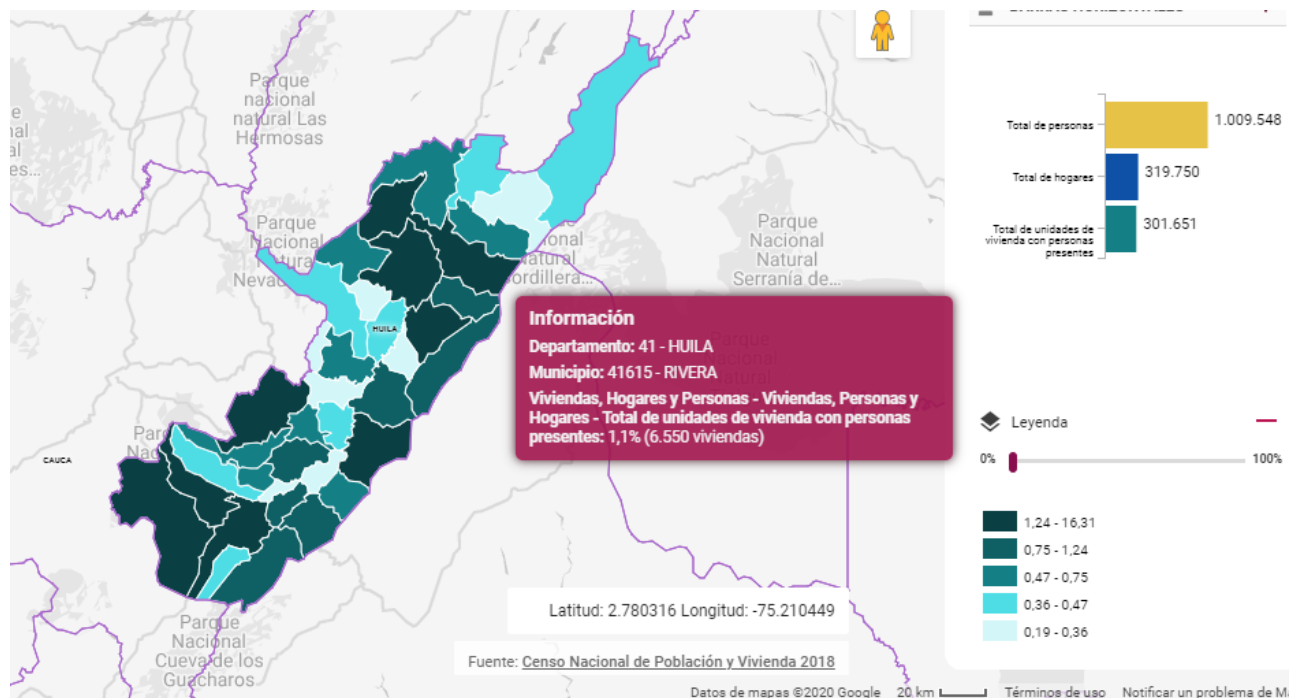 Parque
nacional
natural Las
Hermosas
Parque
Nacional
Natural
Parque
Nacional
Natural
Serranía de...
HUILA
CAUCA
Información
Departamento: 41 - HUILA
Municipio: 41615 - RIVERA
Viviendas, Hogares y Personas - Viviendas, Personas y
Hogares - Total de unidades de vivienda con personas
presentes: 1,1% (6.550 viviendas)
Parque
Nacional
Cueva de los
Guacharos
Latitud: 2.780316 Longitud: -75.210449
Fuente: Censo Nacional de Población y Vivienda 2018
Datos de mapas ©2020 Google
20 km
Términos de uso
Notificar un problema de
Total de personas
1.009.548
Total de hogares
319.750
Total de unidades de
vivienda con personas
presentes
301.651
Leyenda
0%
100%
1,24 - 16,31
0,75 - 1,24
0,47 - 0,75
0,36 - 0,47
0,19 - 0,36